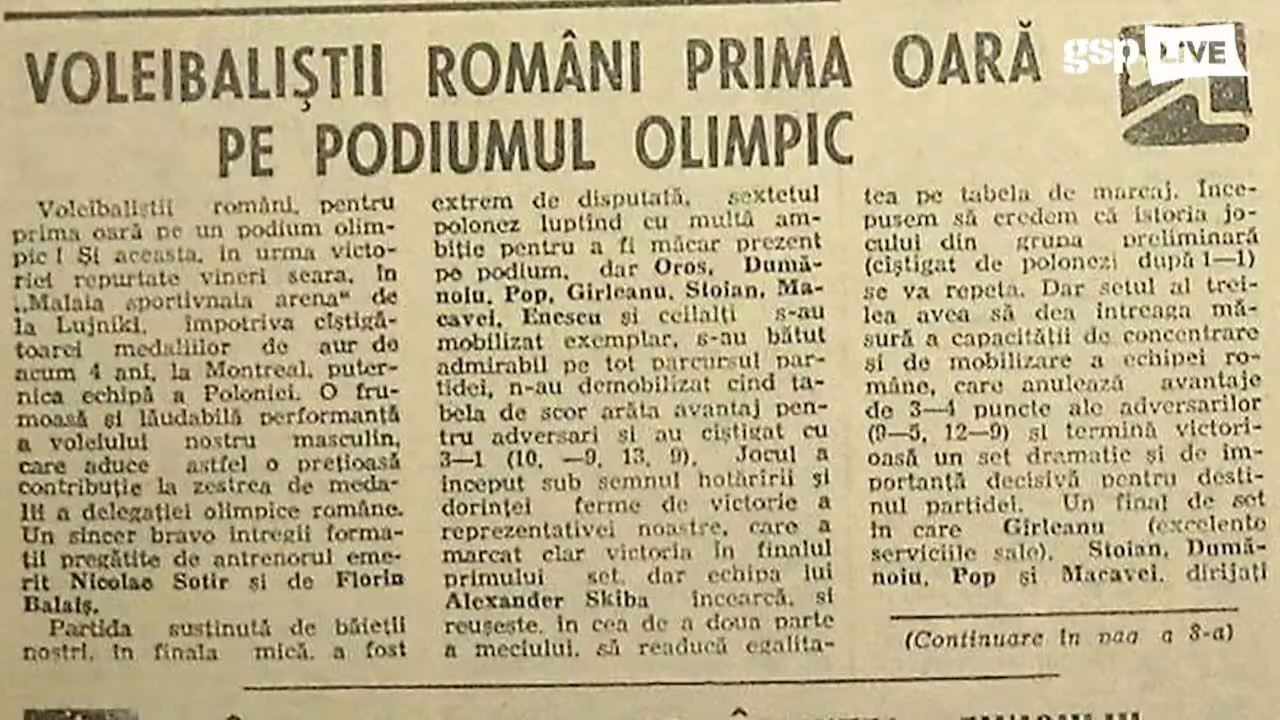 VOLEIBALIȘTII ROMÂNI PRIMA OARĂ
PE PODIUMUL OLIMPIC
gsp LIVE
Voleibaliștii români, pentru
prima oară pe un podium olim-
pic! Și aceasta, în urma victo-
riei repurtate vineri seara, în
„Malaia sportivnaia arena“ de
la Lujniki, împotriva cîștigă-
toarei medaliilor de aur de
acum 4 ani, la Montreal, puter-
nica echipă a Poloniei. O fru-
moasă și lăudabilă performanță
a voleiului nostru masculin,
care aduce astfel o prețioasă
contribuție la zestrea de meda-
lii a delegației olimpice române.
Un sincer bravo întregii forma-
ții pregătite de antrenorul eme-
rit Nicolae Sotir și de Florin
Balaiș.
Partida susținută de băieții
noștri, în finala mică, a fost
extrem de disputată, sextetul
polonez luptînd cu multă am-
biție pentru a fi măcar prezent
pe podium, dar Oros, Dumă-
noiu, Pop, Gîrleanu, Stoian, Ma-
cavei, Enescu și ceilalți s-au
mobilizat exemplar, s-au bătut
admirabil pe tot parcursul par-
tidei, n-au demobilizat cînd ta-
bela de scor arăta avantaj pen-
tru adversari și au cîștigat cu
3—1 (10, —9, 13, 9). Jocul a
început sub semnul hotărîrii și
dorinței ferme de victorie a
reprezentativei noastre, care a
marcat clar victoria în finalul
primului set, dar echipa lui
Alexander Skiba încearcă, și
reușește, în cea de a doua parte
a meciului, să readucă egalita-
tea pe tabela de marcaj. Înce-
pusem să credem că istoria jo-
cului din grupa preliminară
(cîștigat de polonezi după 1—1)
se va repeta. Dar setul al trei-
lea avea să dea întreaga mă-
sură a capacității de concentrare
și de mobilizare a echipei ro-
mâne, care anulează avantaje
de 3—4 puncte ale adversarilor
(9—5, 12—9) și termină victori-
oasă un set dramatic și de im-
portanță decisivă pentru desti-
nul partidei. Un final de set
în care Gîrleanu (excelente
serviciile sale), Stoian, Dumă-
noiu, Pop și Macavei, dirijați
(Continuare în pag a 8-a)